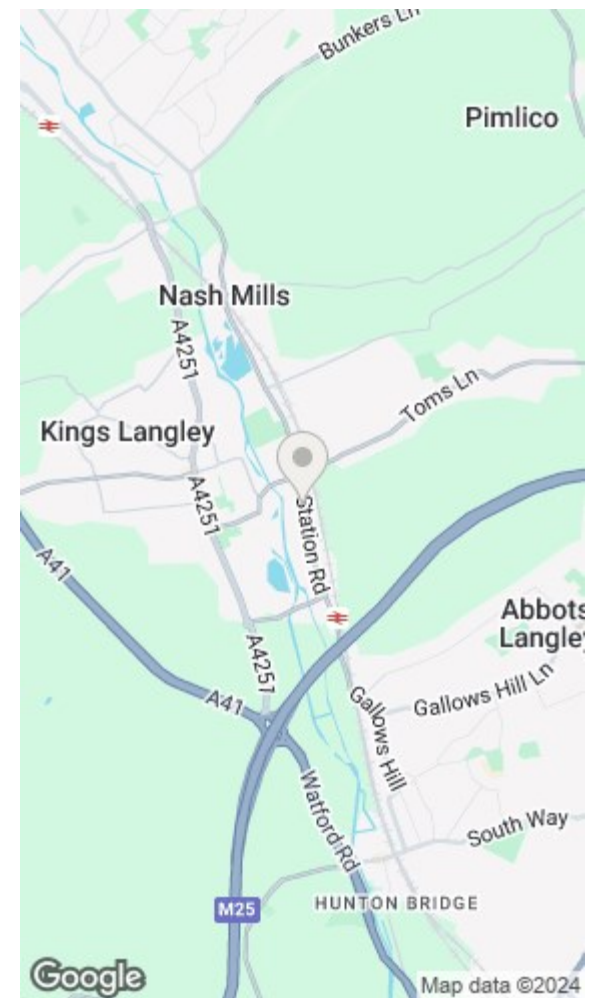 Bunkers Ln
Pimlico
Nash Mills
A4251
Toms Ln
Kings Langley
A4251
Station Rd
A41
Abbots
Langley
A4251
Gallows Hill Ln
A41
Gallows Hill
Watford Rd
South Way
M25
HUNTON BRIDGE
Google
Map data ©2024